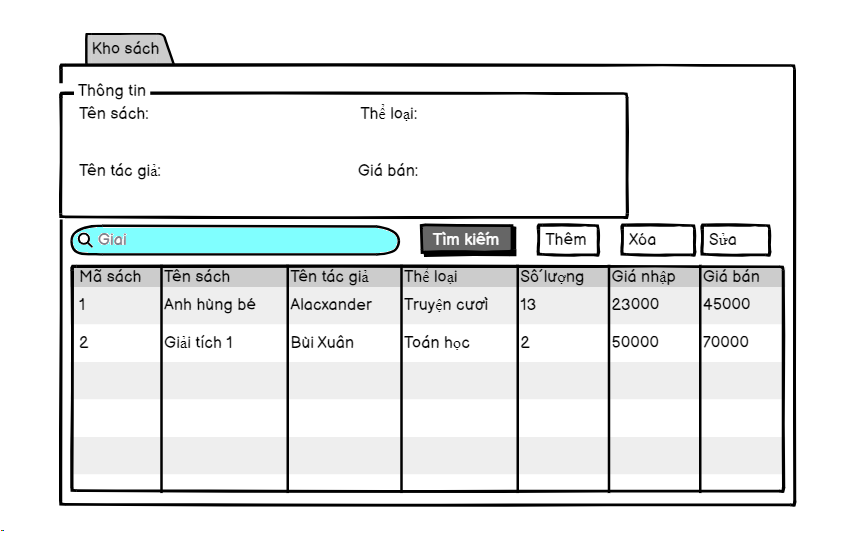 Kho sách
Thông tin
Tên sách: Thể loại:
Tên tác giả: Giá bán:
Giai Tìm kiếm Thêm Xóa Sửa
Mã sách Tên sách Tên tác giả Thể loại Số lượng Giá nhập Giá bán
1 Anh hùng bé Alacxander Truyện cươì 13 23000 45000
2 Giải tích 1 Bùi Xuân Toán học 2 50000 70000